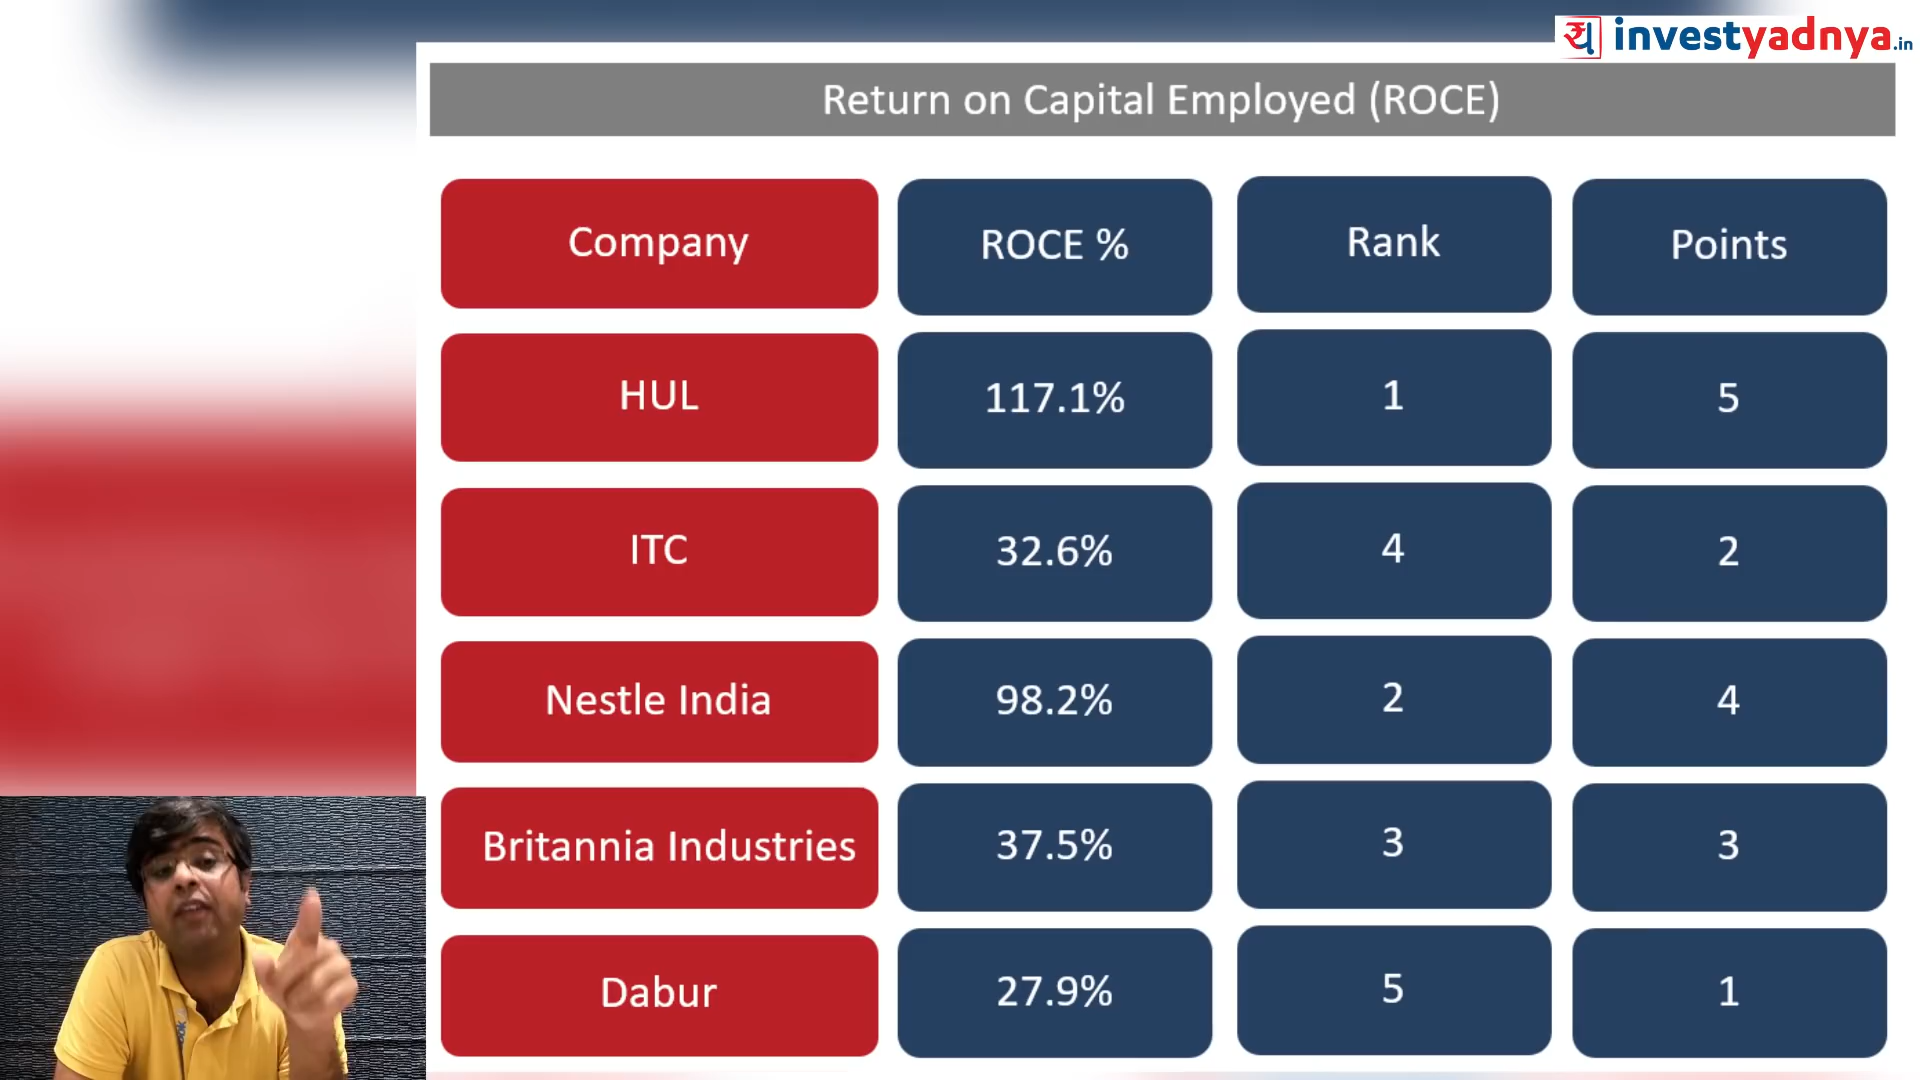 investyadnya.in
Return on Capital Employed (ROCE)
Company ROCE % Rank Points
HUL 117.1% 1 5
ITC 32.6% 4 2
Nestle India 98.2% 2 4
Britannia Industries 37.5% 3 3
Dabur 27.9% 5 1